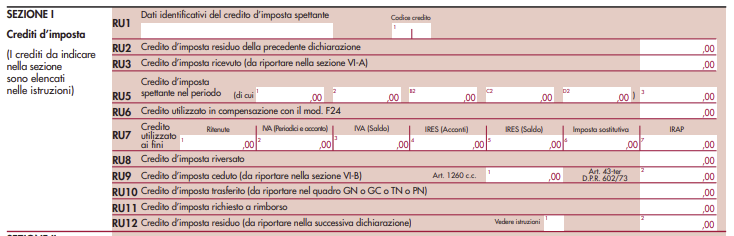 SEZIONE I
Crediti d'imposta
(I crediti da indicare
nella sezione
sono elencati
nelle istruzioni)
RU1 Dati identificativi del credito d'imposta spettante Codice credito
1
RU2 Credito d'imposta residuo della precedente dichiarazione ,00
RU3 Credito d'imposta ricevuto (da riportare nella sezione VI-A) ,00
RU5 Credito d'imposta
spettante nel periodo (di cui 1 ,00 2 ,00 B2 ,00 C2 ,00 D2 ,00 ) 3 ,00
RU6 Credito utilizzato in compensazione con il mod. F24 ,00
RU7 Credito
utilizzato
ai fini
Ritenute IVA (Periodici e acconto) IVA (Saldo) IRES (Acconti) IRES (Saldo) Imposta sostitutiva IRAP
1 ,00 2 ,00 3 ,00 4 ,00 5 ,00 6 ,00 7 ,00
RU8 Credito d'imposta riversato ,00
RU9 Credito d'imposta ceduto (da riportare nella sezione VI-B) Art. 1260 c.c. 1 ,00 Art. 43-ter
D.P.R. 602/73 2 ,00
RU10 Credito d'imposta trasferito (da riportare nel quadro GN o GC o TN o PN) ,00
RU11 Credito d'imposta richiesto a rimborso ,00
RU12 Credito d'imposta residuo (da riportare nella successiva dichiarazione) Vedere istruzioni 1 2 ,00